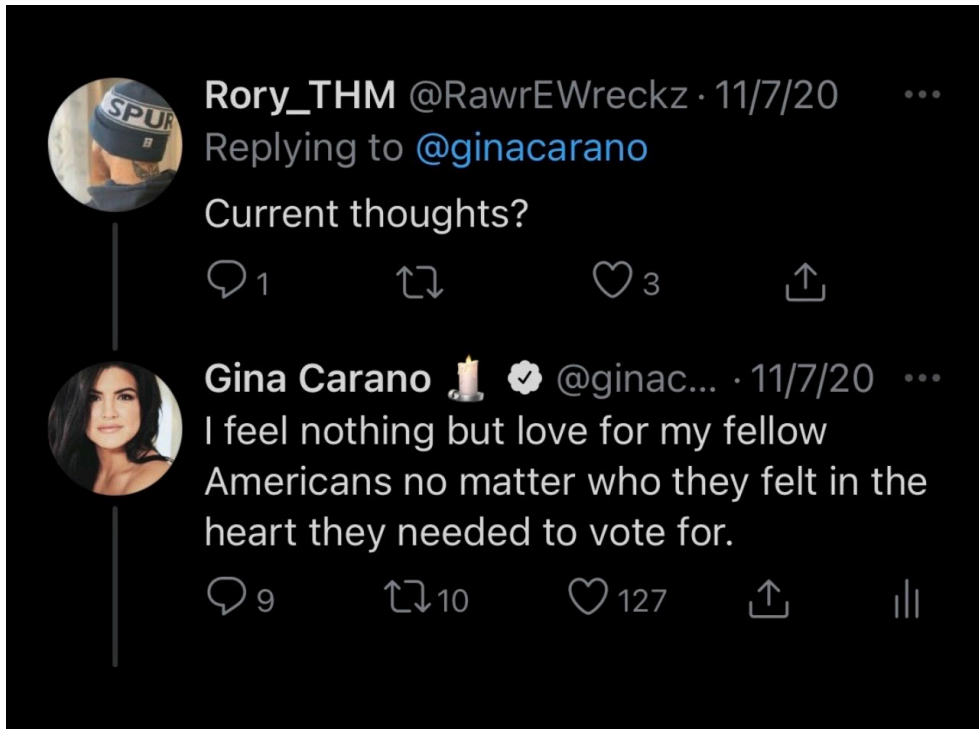 SPUR
Rory_THM @RawrEWreckz · 11/7/20
Replying to @ginacarano
Current thoughts?
1 3
Gina Carano 🕯️ @ginac... · 11/7/20
I feel nothing but love for my fellow
Americans no matter who they felt in the
heart they needed to vote for.
9 10 127